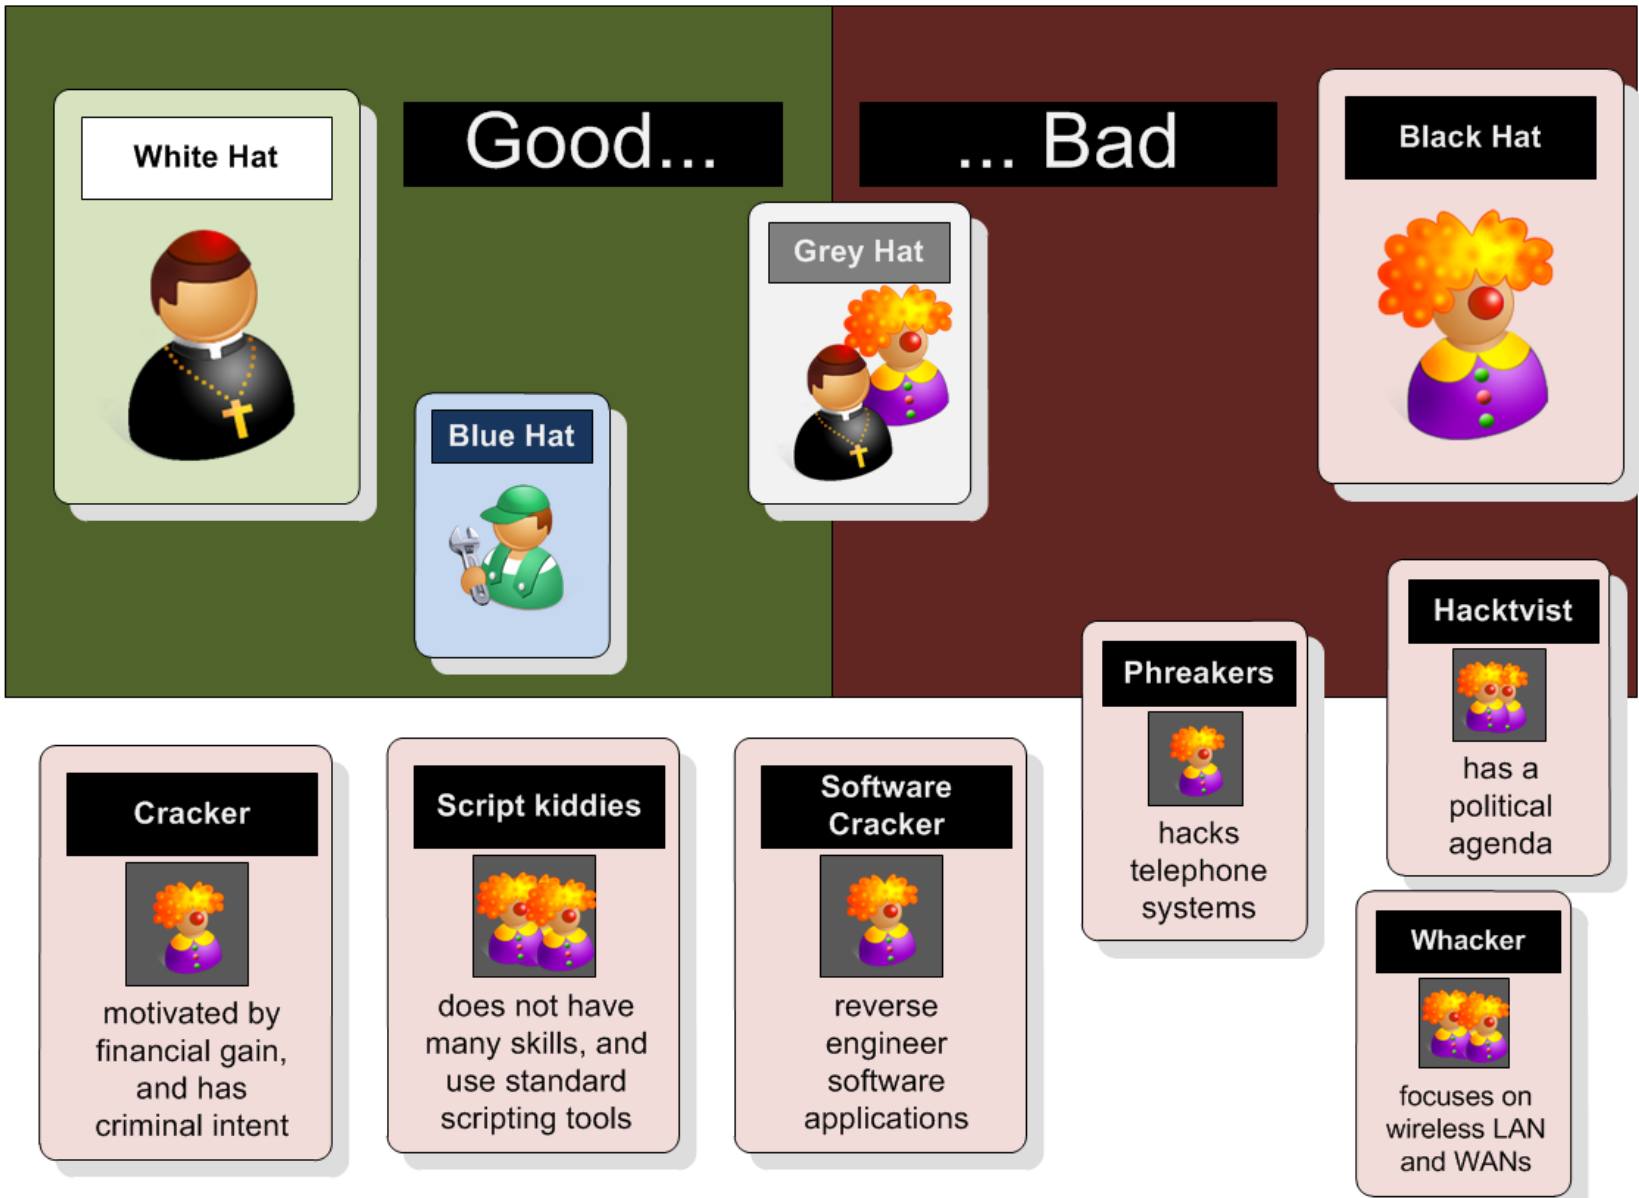 White Hat
Good...
... Bad
Black Hat
Grey Hat
Blue Hat
Hacktvist
has a
political
agenda
Phreakers
hacks
telephone
systems
Cracker
motivated by
financial gain,
and has
criminal intent
Script kiddies
does not have
many skills, and
use standard
scripting tools
Software
Cracker
reverse
engineer
software
applications
Whacker
focuses on
wireless LAN
and WANs